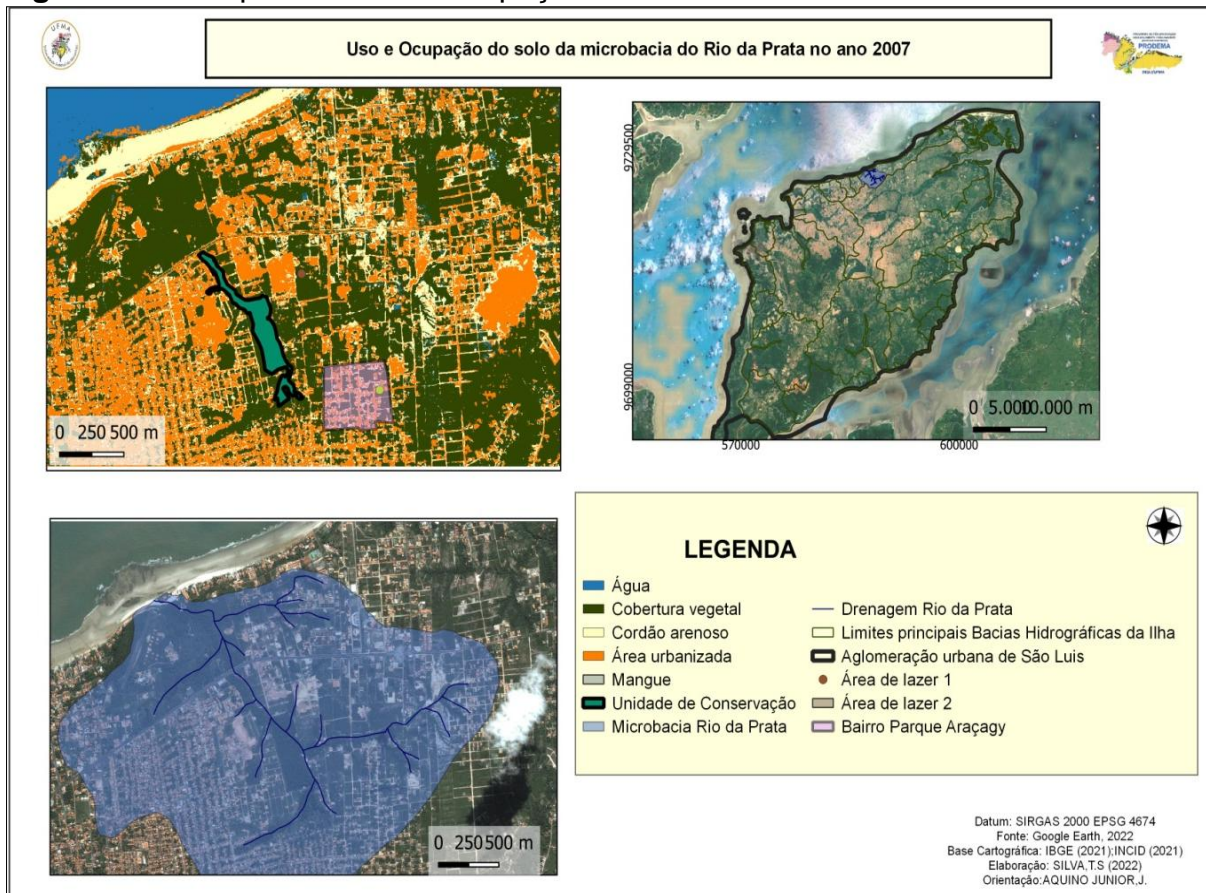 Uso e Ocupação do solo da microbacia do Rio da Prata no ano 2007
UFMA
PRODEMA
0 250 500 m
9729500
9699000
0 5.000 10.000 m
570000
600000
0 250500 m
LEGENDA
Água
Cobertura vegetal
Cordão arenoso
Área urbanizada
Mangue
Unidade de Conservação
Microbacia Rio da Prata
Drenagem Rio da Prata
Limites principais Bacias Hidrográficas da Ilha
Aglomeração urbana de São Luis
Área de lazer 1
Área de lazer 2
Bairro Parque Araçagy
Datum: SIRGAS 2000 EPSG 4674
Fonte: Google Earth, 2022
Base Cartográfica: IBGE (2021);INCID (2021)
Elaboração: SILVA,T.S (2022)
Orientação:AQUINO JUNIOR,J.